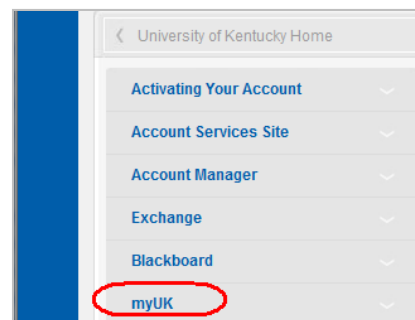 University of Kentucky Home
Activating Your Account
Account Services Site
Account Manager
Exchange
Blackboard
myUK